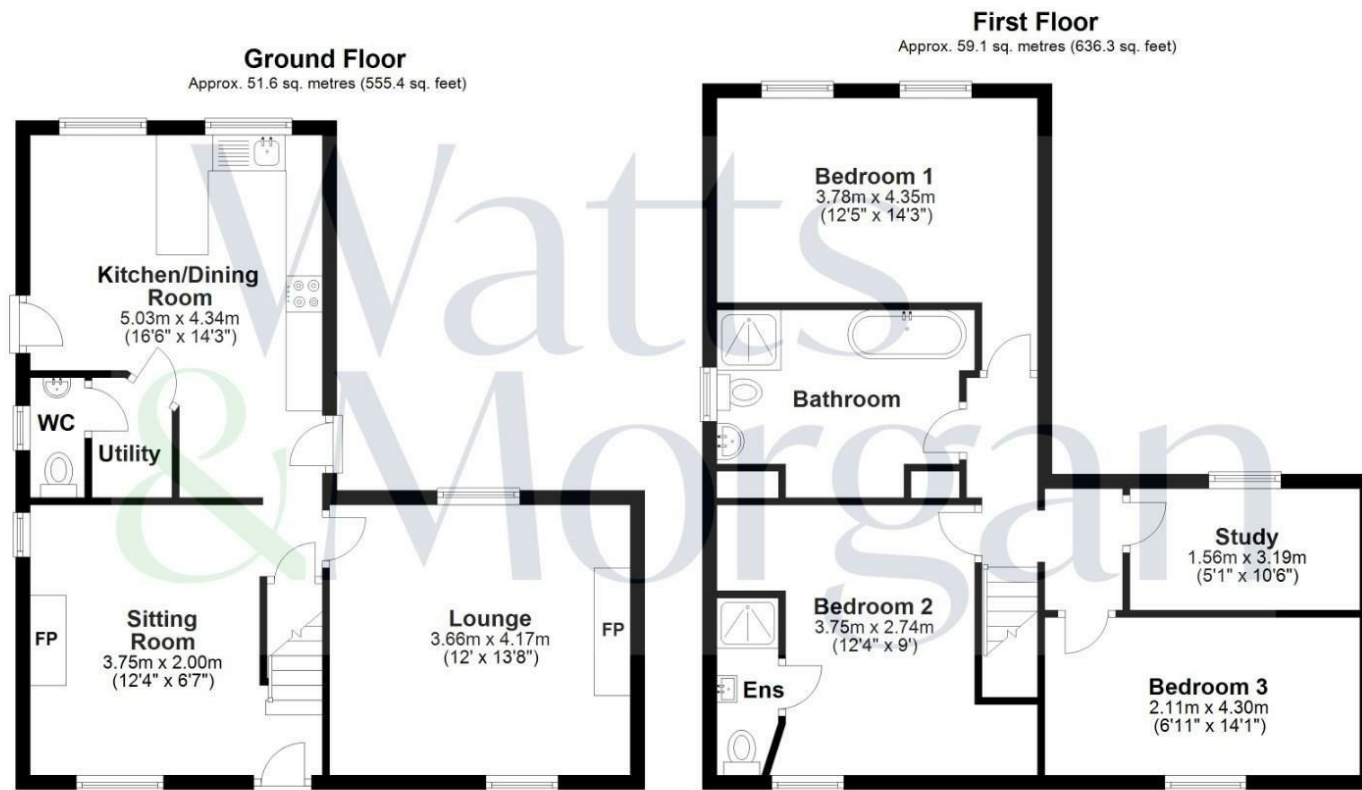 Ground Floor
Approx. 51.6 sq. metres (555.4 sq. feet)
Kitchen/Dining
Room
5.03m x 4.34m
(16'6" x 14'3")
WC
Utility
FP
Sitting
Room
3.75m x 2.00m
(12'4" x 6'7")
Lounge
3.66m x 4.17m
(12' x 13'8")
FP
First Floor
Approx. 59.1 sq. metres (636.3 sq. feet)
Bedroom 1
3.78m x 4.35m
(12'5" x 14'3")
Bathroom
Study
1.56m x 3.19m
(5'1" x 10'6")
Bedroom 2
3.75m x 2.74m
(12'4" x 9')
Ens
Bedroom 3
2.11m x 4.30m
(6'11" x 14'1")
Watts
&Morgan